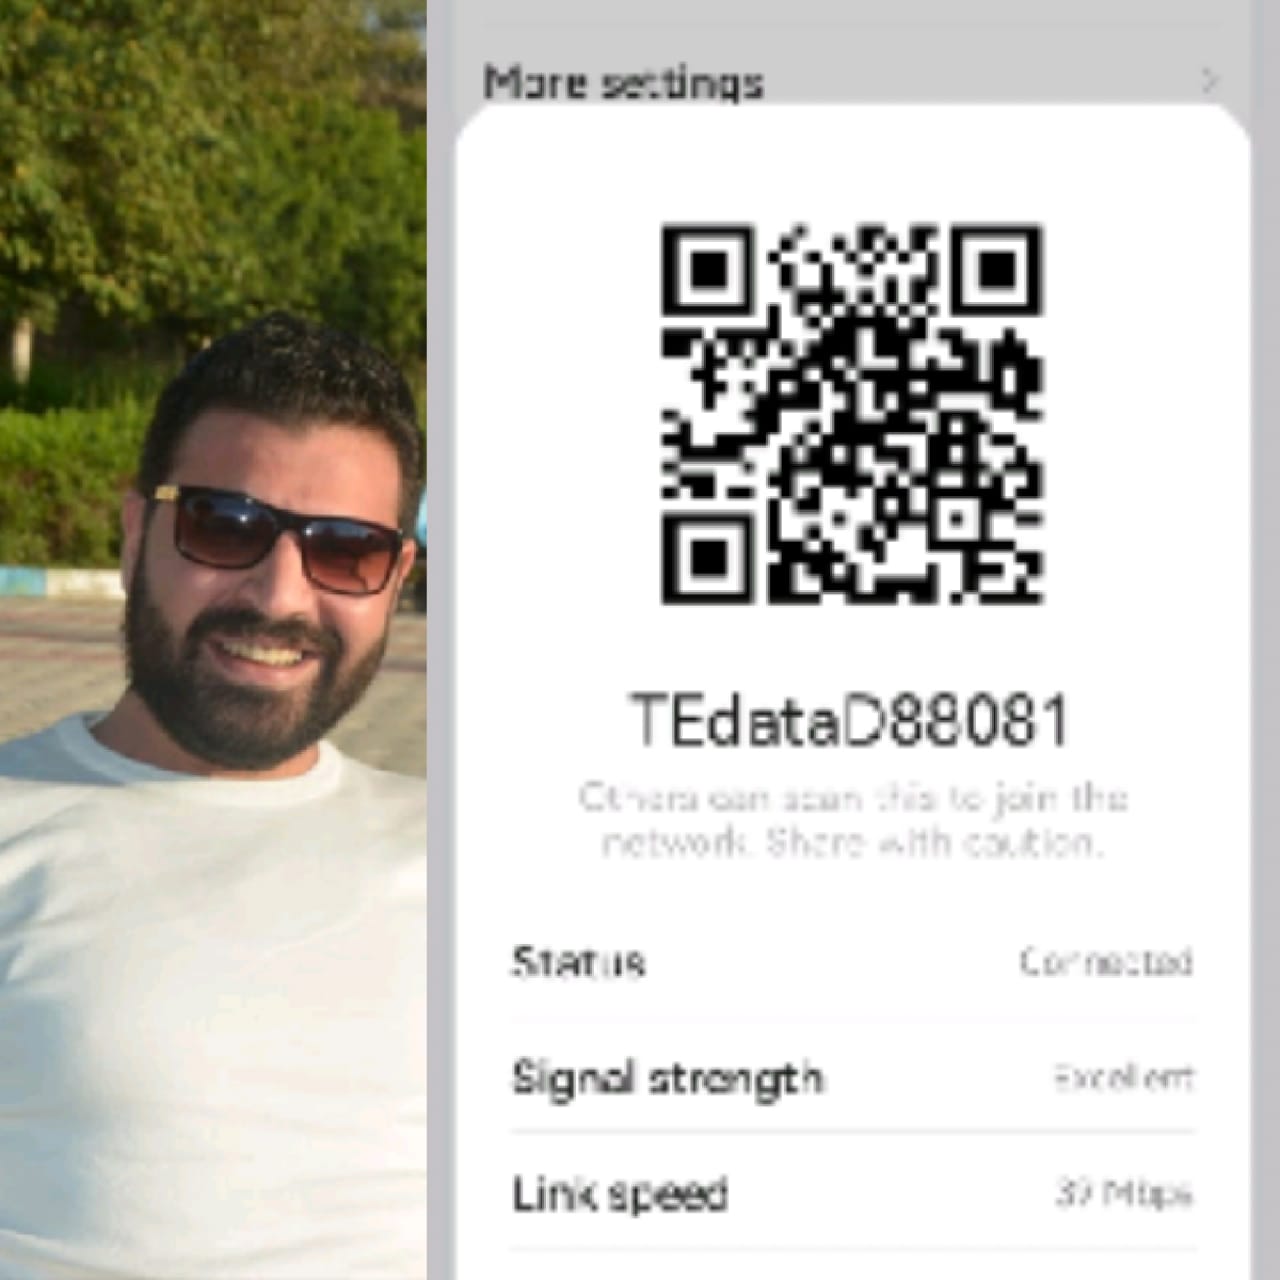 More settings
TEdataD88081
Others can scan this to join the
network. Share with caution.
Status
Connected
Signal strength
Excellent
Link speed
39 Mbps